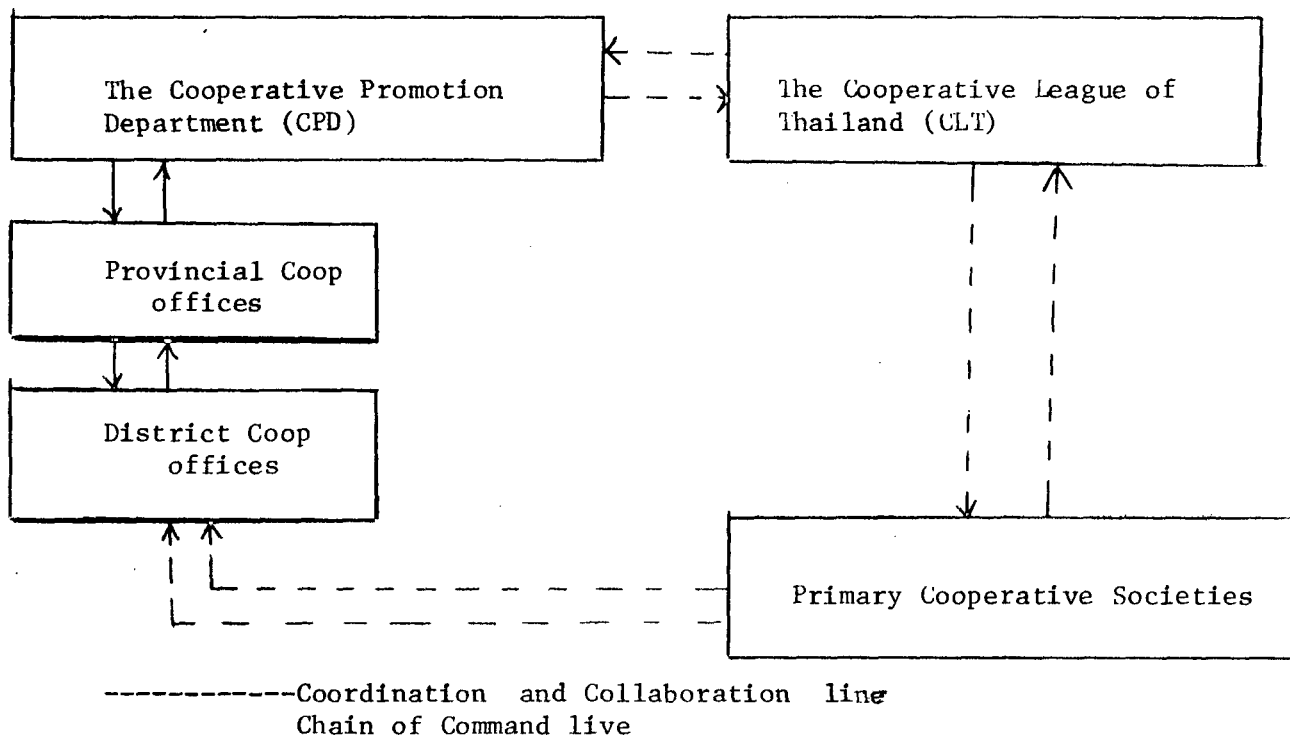 The Cooperative Promotion
Department (CPD)
The Cooperative League of
Thailand (CLT)
Provincial Coop
offices
District Coop
offices
Primary Cooperative Societies
------------Coordination and Collaboration line
Chain of Command live